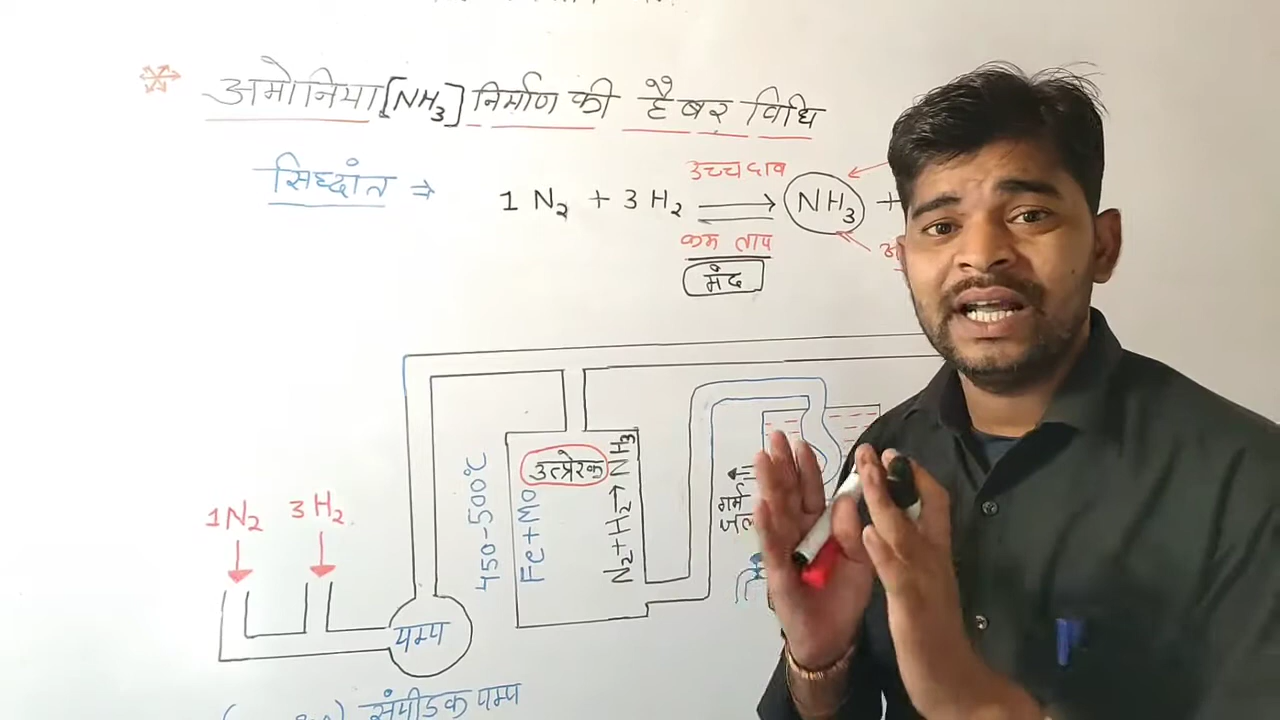 अमोनिया [NH₃] निर्माण की हैबर विधि
सिध्दांत ⇒
उच्च दाब
1 N₂ + 3 H₂ ⇌ NH₃ +
कम ताप
मंद
उत्प्रेरक
450-500°C
Fe+Mo
N₂+H₂→NH₃
गर्म
जल
1N₂ 3H₂
पम्प
संपीडक पम्प